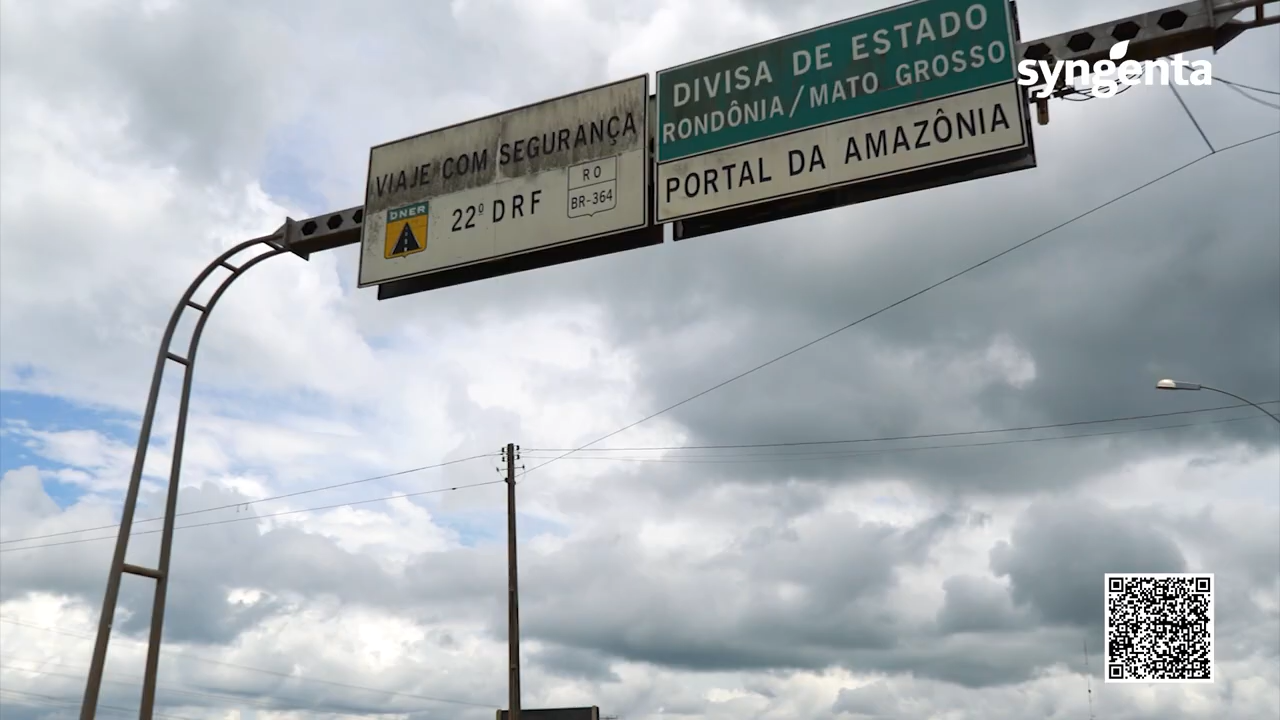 syngenta
VIAJE COM SEGURANÇA
DNER
22º DRF
RO
BR-364
DIVISA DE ESTADO
RONDÔNIA/MATO GROSSO
PORTAL DA AMAZÔNIA